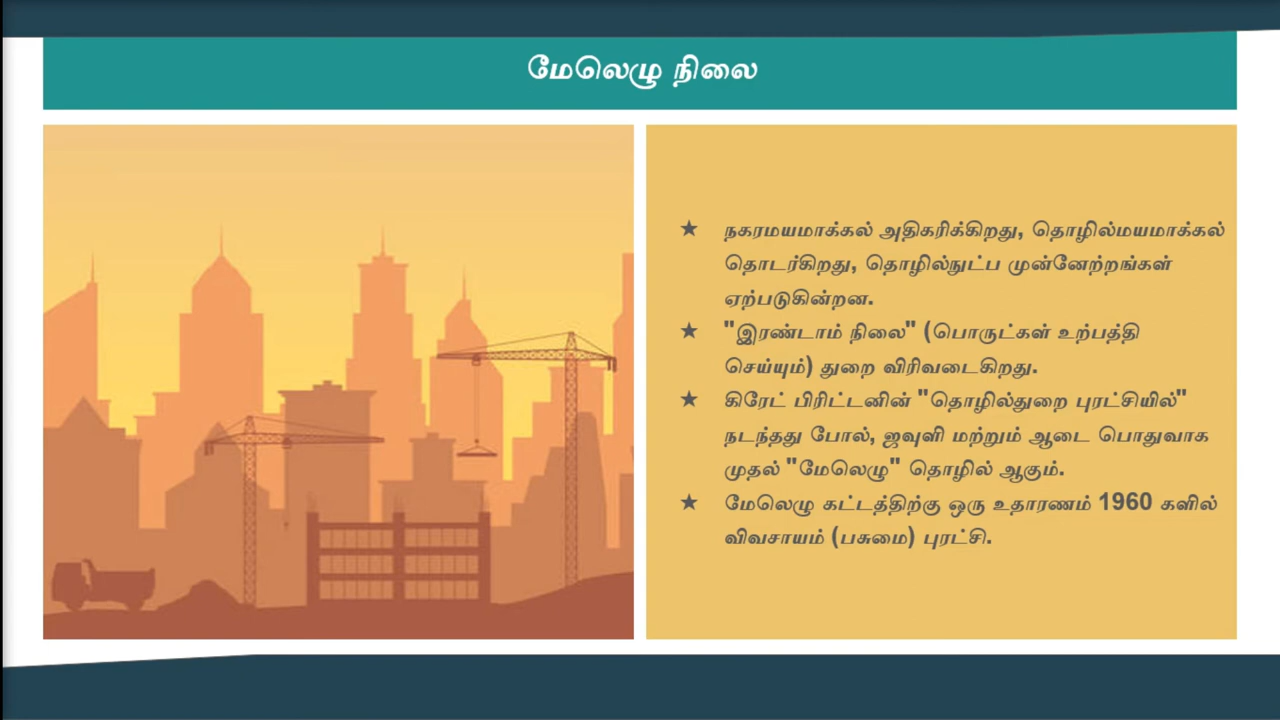 மேலெழு நிலை
★ நகரமயமாக்கல் அதிகரிக்கிறது, தொழில்மயமாக்கல்
தொடர்கிறது, தொழில்நுட்ப முன்னேற்றங்கள்
ஏற்படுகின்றன.
★ "இரண்டாம் நிலை" (பொருட்கள் உற்பத்தி
செய்யும்) துறை விரிவடைகிறது.
★ கிரேட் பிரிட்டனின் "தொழில்துறை புரட்சியில்"
நடந்தது போல், ஜவுளி மற்றும் ஆடை பொதுவாக
முதல் "மேலெழு" தொழில் ஆகும்.
★ மேலெழு கட்டத்திற்கு ஒரு உதாரணம் 1960 களில்
விவசாயம் (பசுமை) புரட்சி.